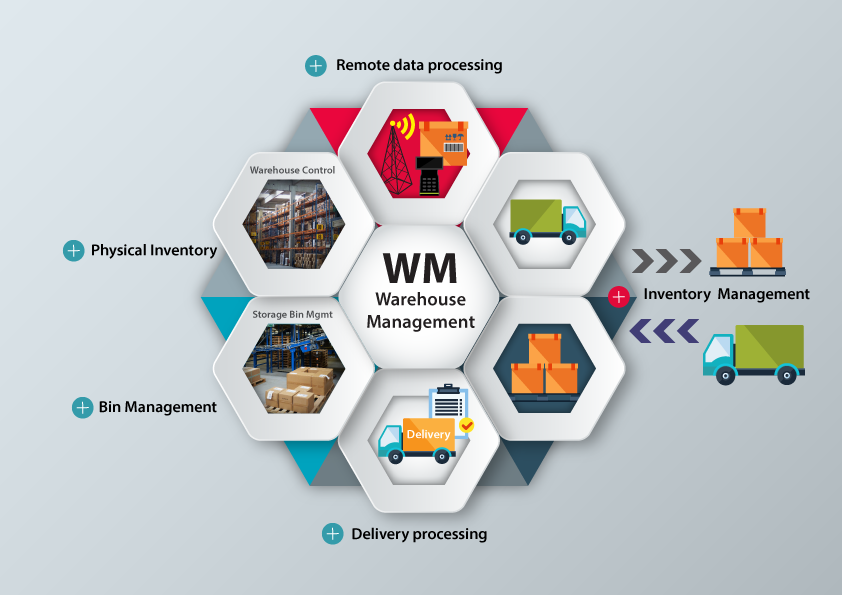 Remote data processing
Warehouse Control
Physical Inventory
WM
Warehouse
Management
Inventory Management
Storage Bin Mgmt
Bin Management
Delivery
Delivery processing